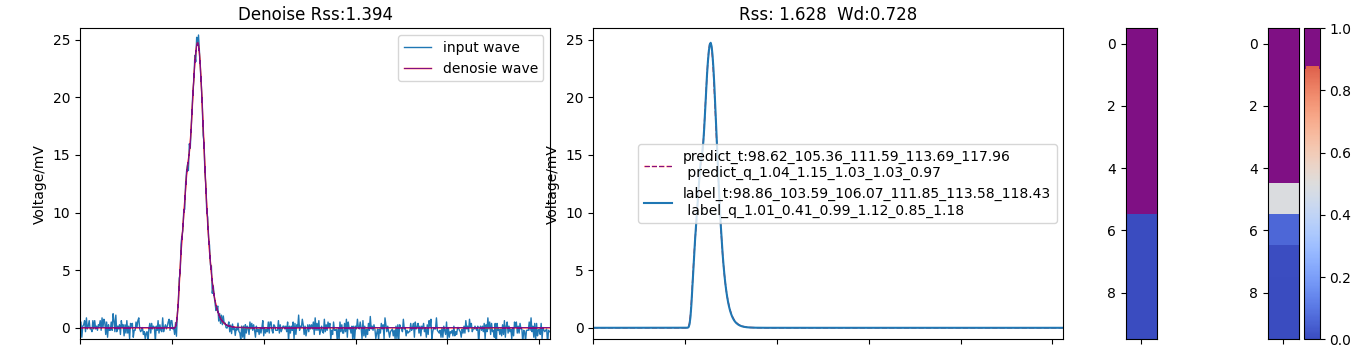 Denoise Rss:1.394
25
20
15
10
5
0
Voltage/mV
input wave
denosie wave
Rss: 1.628  Wd:0.728
25
20
15
10
5
0
Voltage/mV
predict_t:98.62_105.36_111.59_113.69_117.96
predict_q_1.04_1.15_1.03_1.03_0.97
label_t:98.86_103.59_106.07_111.85_113.58_118.43
label_q_1.01_0.41_0.99_1.12_0.85_1.18
0
2
4
6
8
0
2
4
6
8
1.0
0.8
0.6
0.4
0.2
0.0